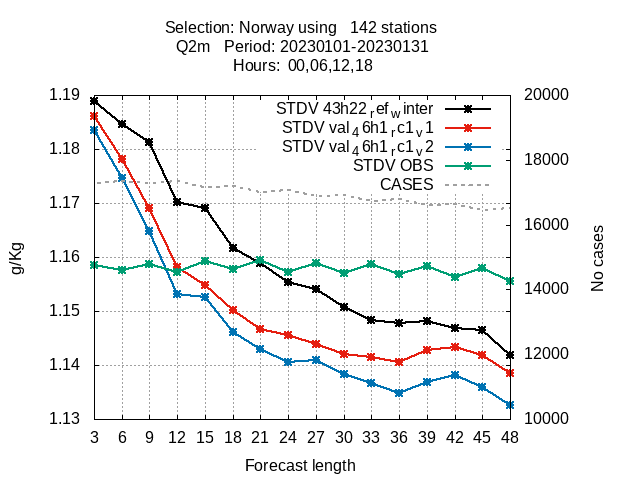 Selection: Norway using   142 stations
Q2m   Period: 20230101-20230131
Hours:  00,06,12,18
STDV 43h22refwinter
STDV val46h1rc1v1
STDV val46h1rc1v2
STDV OBS
CASES
1.19
1.18
1.17
1.16
1.15
1.14
1.13
g/Kg
20000
18000
16000
14000
12000
10000
No cases
3 6 9 12 15 18 21 24 27 30 33 36 39 42 45 48
Forecast length